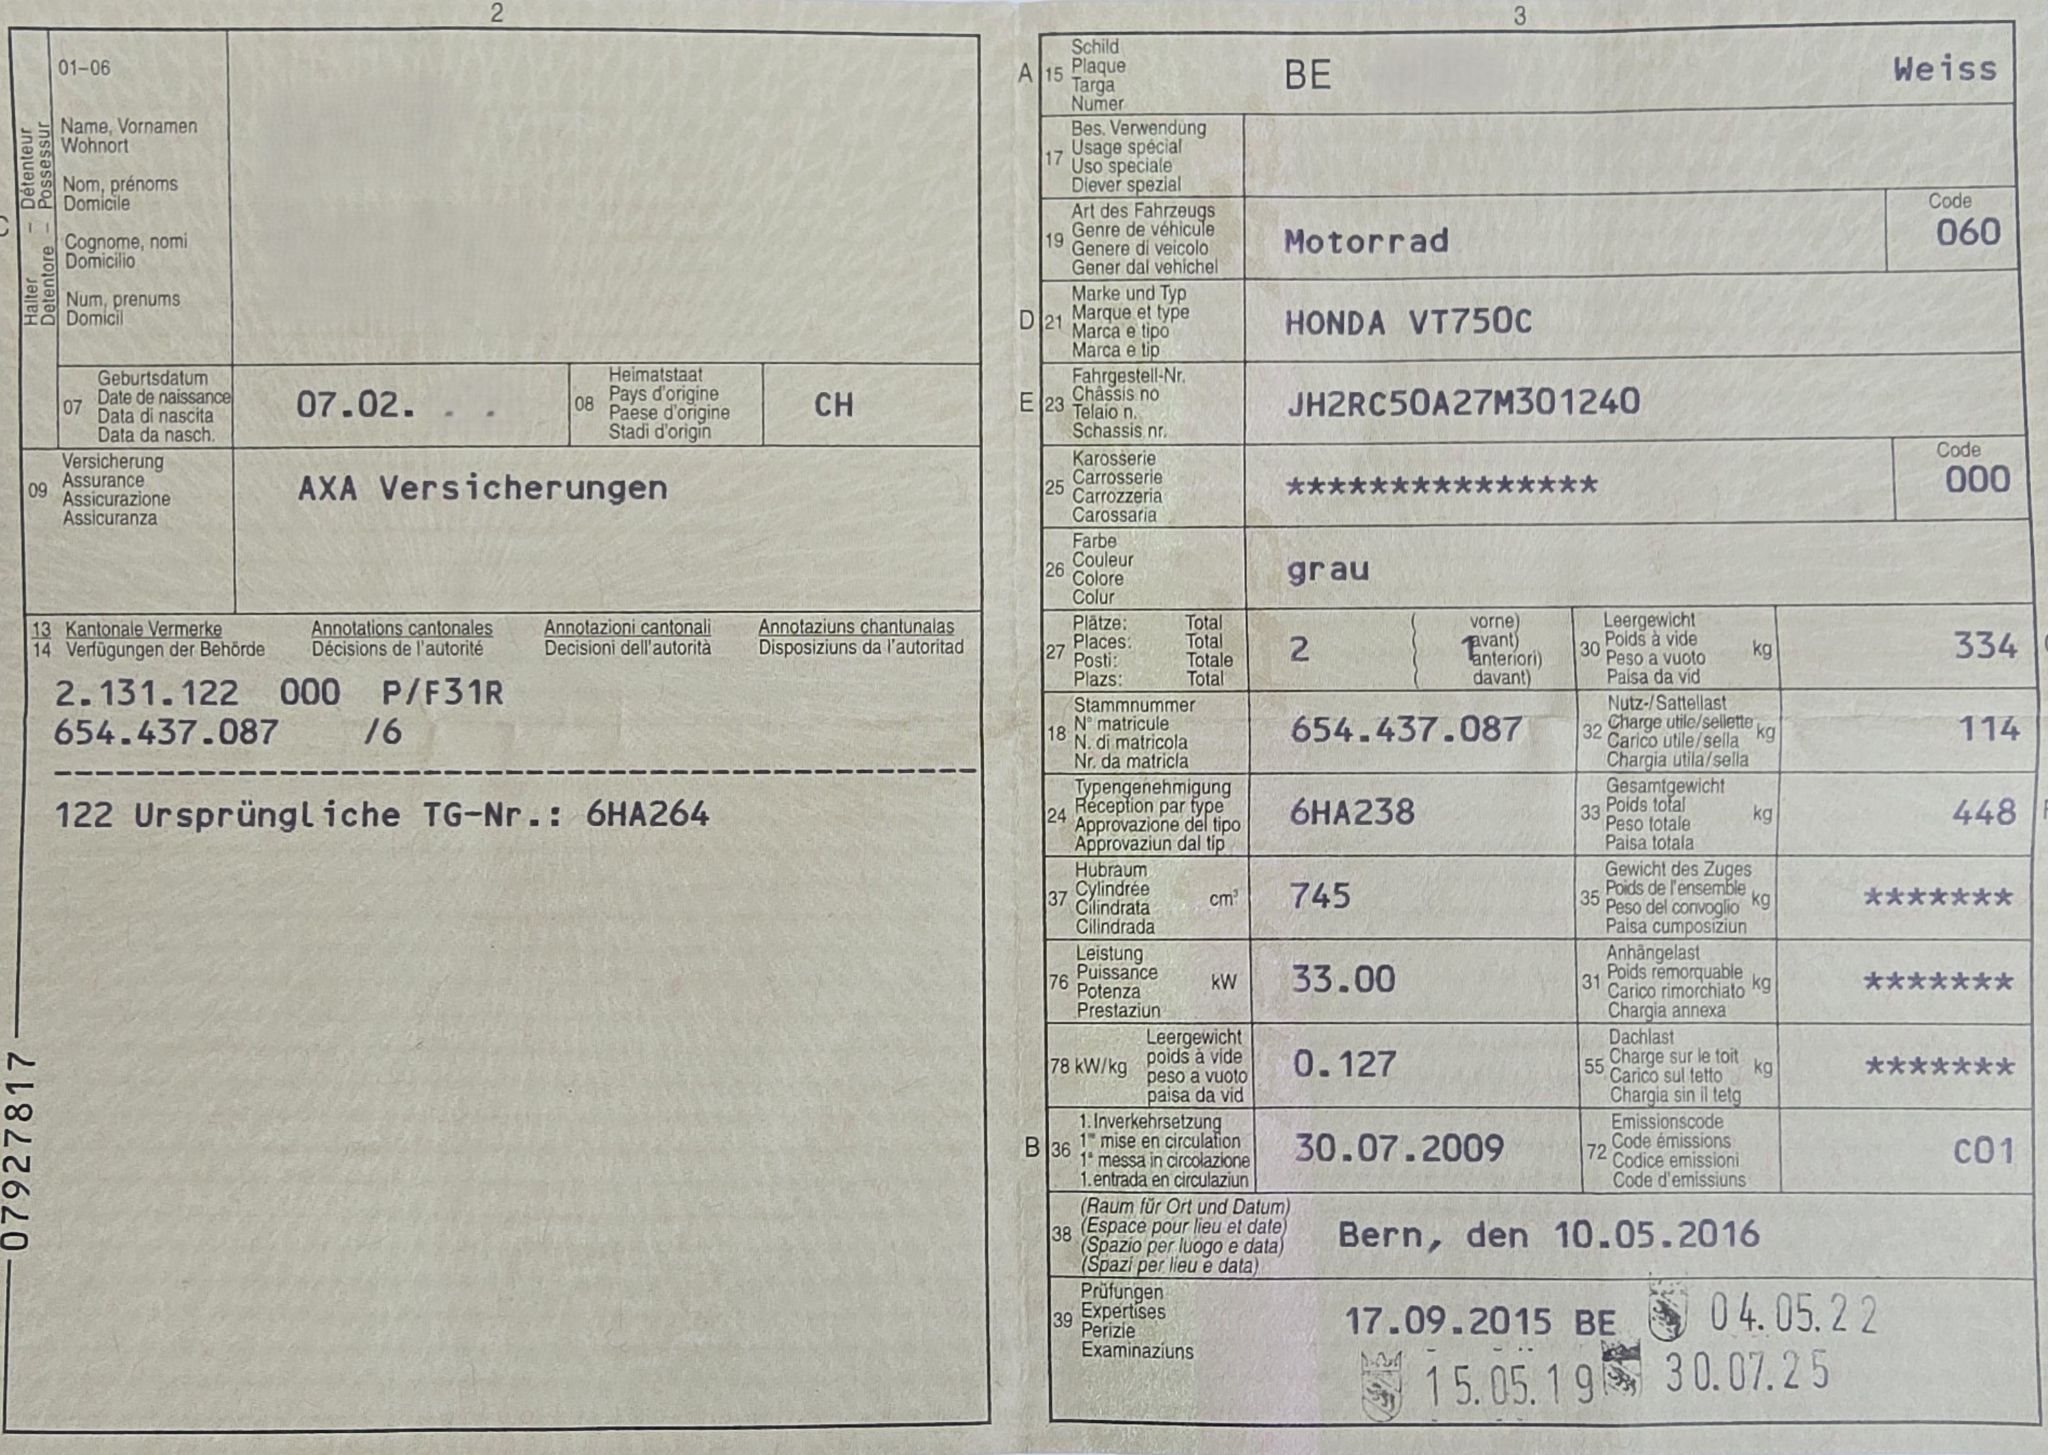 2
01-06
Halter – Détenteur
Detentore – Possessur
Name, Vornamen
Wohnort
Nom, prénoms
Domicile
Cognome, nomi
Domicilio
Num, prenums
Domicil
07 Geburtsdatum
Date de naissance
Data di nascita
Data da nasch.
07.02.
08 Heimatstaat
Pays d'origine
Paese d'origine
Stadi d'origin
CH
09 Versicherung
Assurance
Assicurazione
Assicuranza
AXA Versicherungen
13 Kantonale Vermerke Annotations cantonales Annotazioni cantonali Annotaziuns chantunalas
14 Verfügungen der Behörde Décisions de l'autorité Decisioni dell'autorità Disposiziuns da l'autoritad
2.131.122 000 P/F31R
654.437.087 /6
122 Ursprüngliche TG-Nr.: 6HA264
07927817
3
A 15 Schild
Plaque
Targa
Numer
BE Weiss
17 Bes. Verwendung
Usage spécial
Uso speciale
Diever spezial
19 Art des Fahrzeugs
Genre de véhicule
Genere di veicolo
Gener dal vehichel
Motorrad
Code
060
D 21 Marke und Typ
Marque et type
Marca e tipo
Marca e tip
HONDA VT750C
E 23 Fahrgestell-Nr.
Châssis no
Telaio n.
Schassis nr.
JH2RC50A27M301240
25 Karosserie
Carrosserie
Carrozzeria
Carossaria
***************
Code
000
26 Farbe
Couleur
Colore
Colur
grau
27 Plätze: Total
Places: Total
Posti: Totale
Plazs: Total
2 ( 1 vorne)
avant)
anteriori)
davant)
30 Leergewicht
Poids à vide
Peso a vuoto
Paisa da vid
kg 334
18 Stammnummer
N° matricule
N. di matricola
Nr. da matricla
654.437.087
32 Nutz-/Sattellast
Charge utile/sellette
Carico utile/sella
Chargia utila/sella
kg 114
24 Typengenehmigung
Réception par type
Approvazione del tipo
Approvaziun dal tip
6HA238
33 Gesamtgewicht
Poids total
Peso totale
Paisa totala
kg 448
37 Hubraum
Cylindrée
Cilindrata
Cilindrada
cm³ 745
35 Gewicht des Zuges
Poids de l'ensemble
Peso del convoglio
Paisa cumposiziun
kg *******
76 Leistung
Puissance
Potenza
Prestaziun
kW 33.00
31 Anhängelast
Poids remorquable
Carico rimorchiato
Chargia annexa
kg *******
78 kW/kg Leergewicht
poids à vide
peso a vuoto
paisa da vid
0.127
55 Dachlast
Charge sur le toit
Carico sul tetto
Chargia sin il tetg
kg *******
B 36 1. Inverkehrsetzung
1re mise en circulation
1a messa in circolazione
1. entrada en circulaziun
30.07.2009
72 Emissionscode
Code émissions
Codice emissioni
Code d'emissiuns
C01
38 (Raum für Ort und Datum)
(Espace pour lieu et date)
(Spazio per luogo e data)
(Spazi per lieu e data)
Bern, den 10.05.2016
39 Prüfungen
Expertises
Perizie
Examinaziuns
17.09.2015 BE 04.05.22
15.05.19 30.07.25